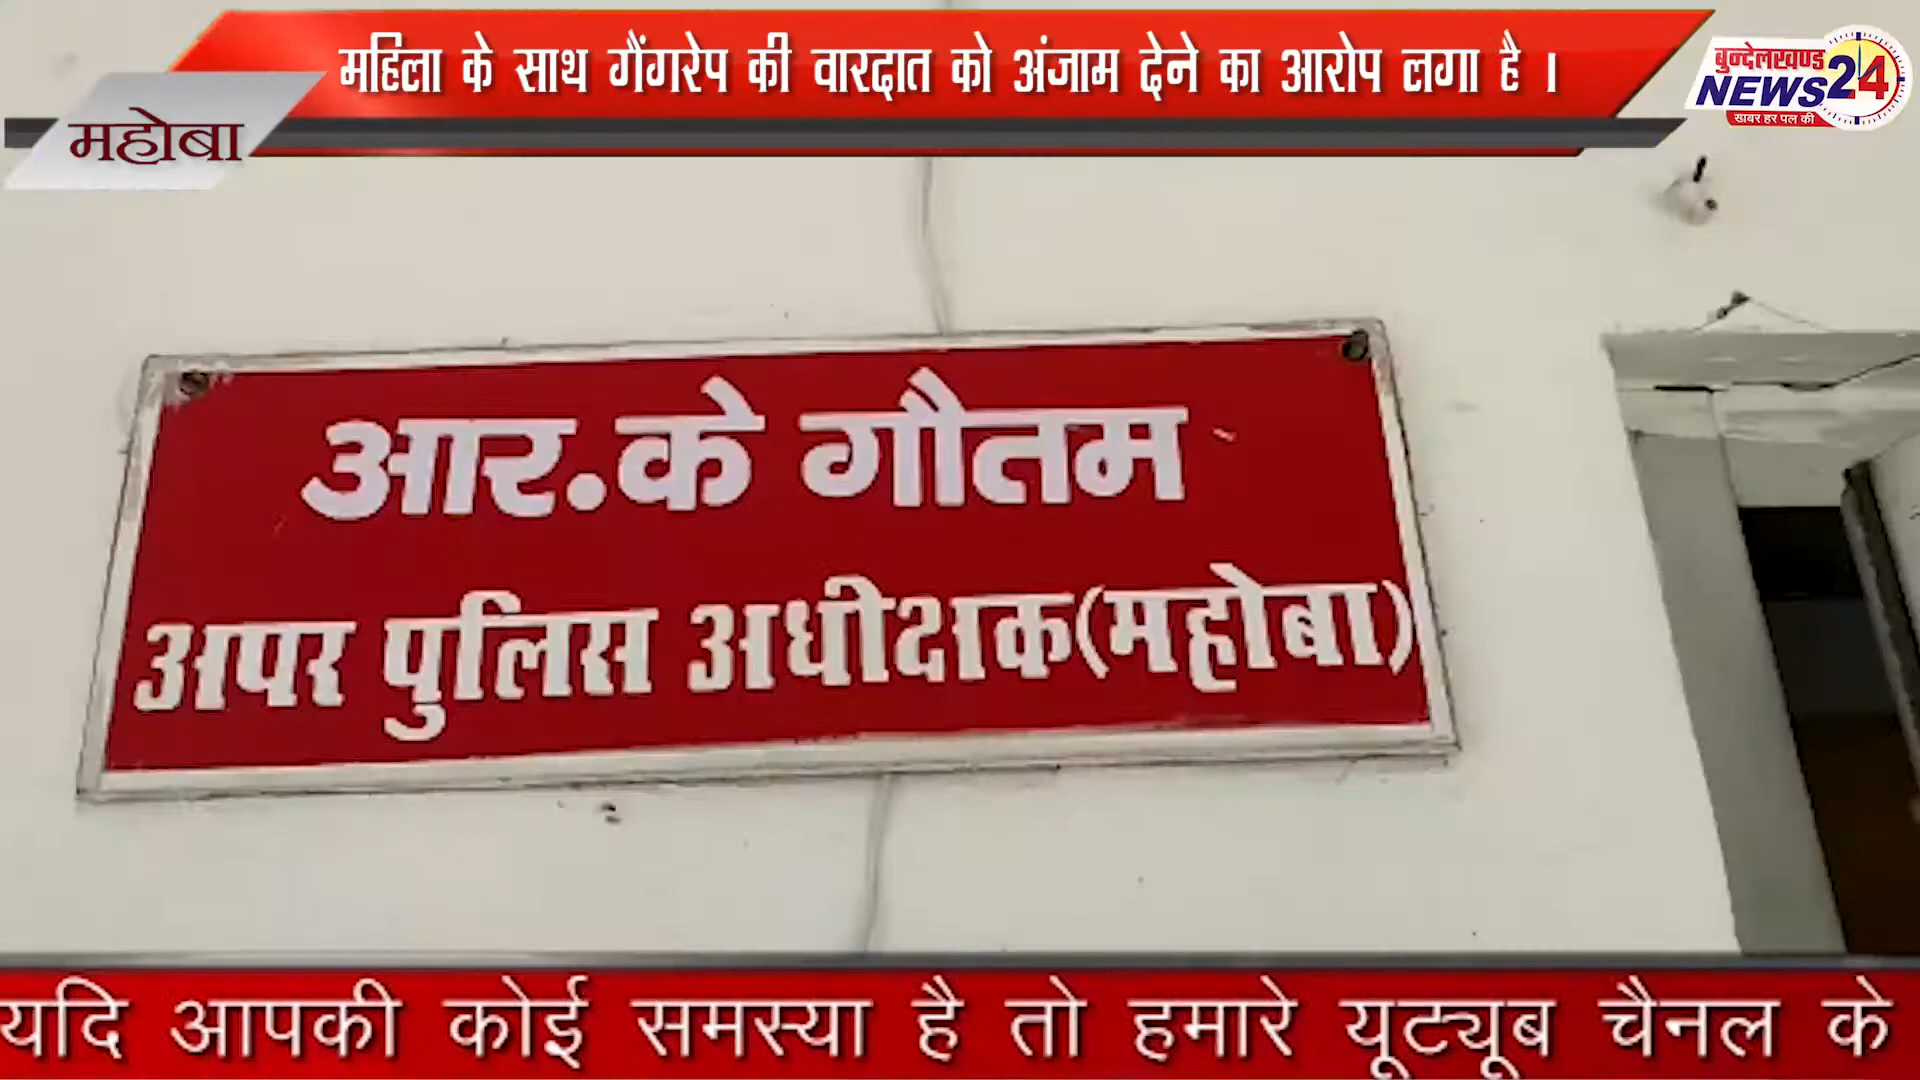 महिला के साथ गैंगरेप की वारदात को अंजाम देने का आरोप लगा है ।
बुन्देलखण्ड
NEWS24
खबर हर पल की
महोबा
आर.के गौतम
अपर पुलिस अधीक्षक(महोबा)
यदि आपकी कोई समस्या है तो हमारे यूट्यूब चैनल के